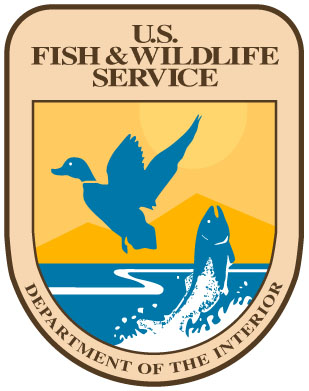 U.S.
FISH & WILDLIFE
SERVICE
DEPARTMENT OF THE INTERIOR